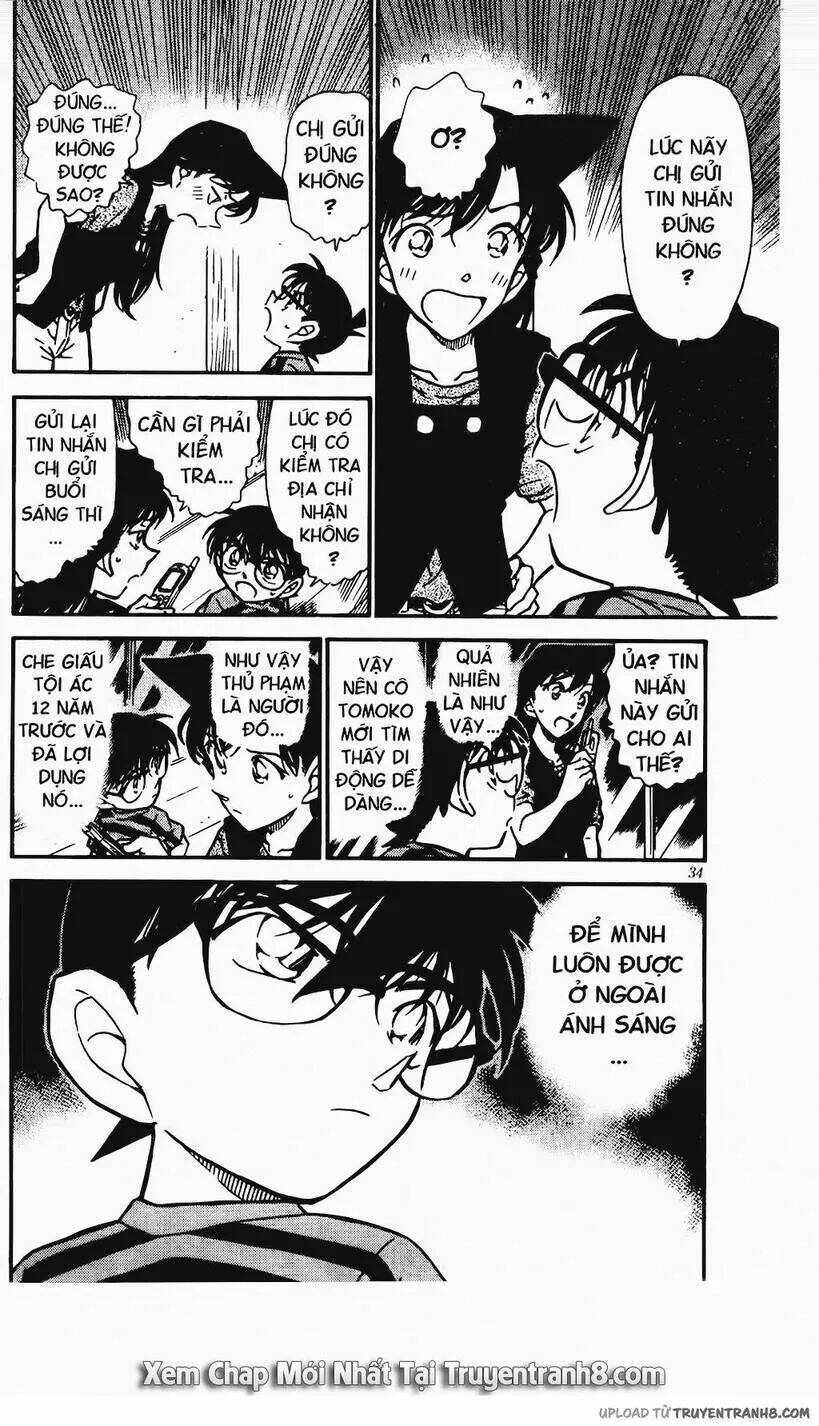 LÚC NÃY
CHỊ GỬI
TIN NHẮN
ĐÚNG
KHÔNG
?
Ơ?
CHỊ GỬI
ĐÚNG
KHÔNG
?
ĐÚNG...
ĐÚNG THẾ!
KHÔNG
ĐƯỢC
SAO?
LÚC ĐÓ
CHỊ CÓ
KIỂM TRA
ĐỊA CHỈ
NHẬN
KHÔNG?
CẦN GÌ PHẢI
KIỂM
TRA...
GỬI LẠI
TIN NHẮN
CHỊ GỬI
BUỔI
SÁNG THÌ
...
ỦA? TIN
NHẮN
NÀY GỬI
CHO AI
THẾ?
QUẢ
NHIÊN
LÀ NHƯ
VẬY...
VẬY
NÊN CÔ
TOMOKO
MỚI TÌM
THẤY DI
ĐỘNG DỄ
DÀNG...
NHƯ VẬY
THỦ PHẠM
LÀ NGƯỜI
ĐÓ...
CHE GIẤU
TỘI ÁC
12 NĂM
TRƯỚC VÀ
ĐÃ LỢI
DỤNG
NÓ...
34
ĐỂ MÌNH
LUÔN ĐƯỢC
Ở NGOÀI
ÁNH SÁNG
...
Xem Chap Mới Nhất Tại Truyentranh8.com
UPLOAD TỪ TRUYENTRANH8.COM